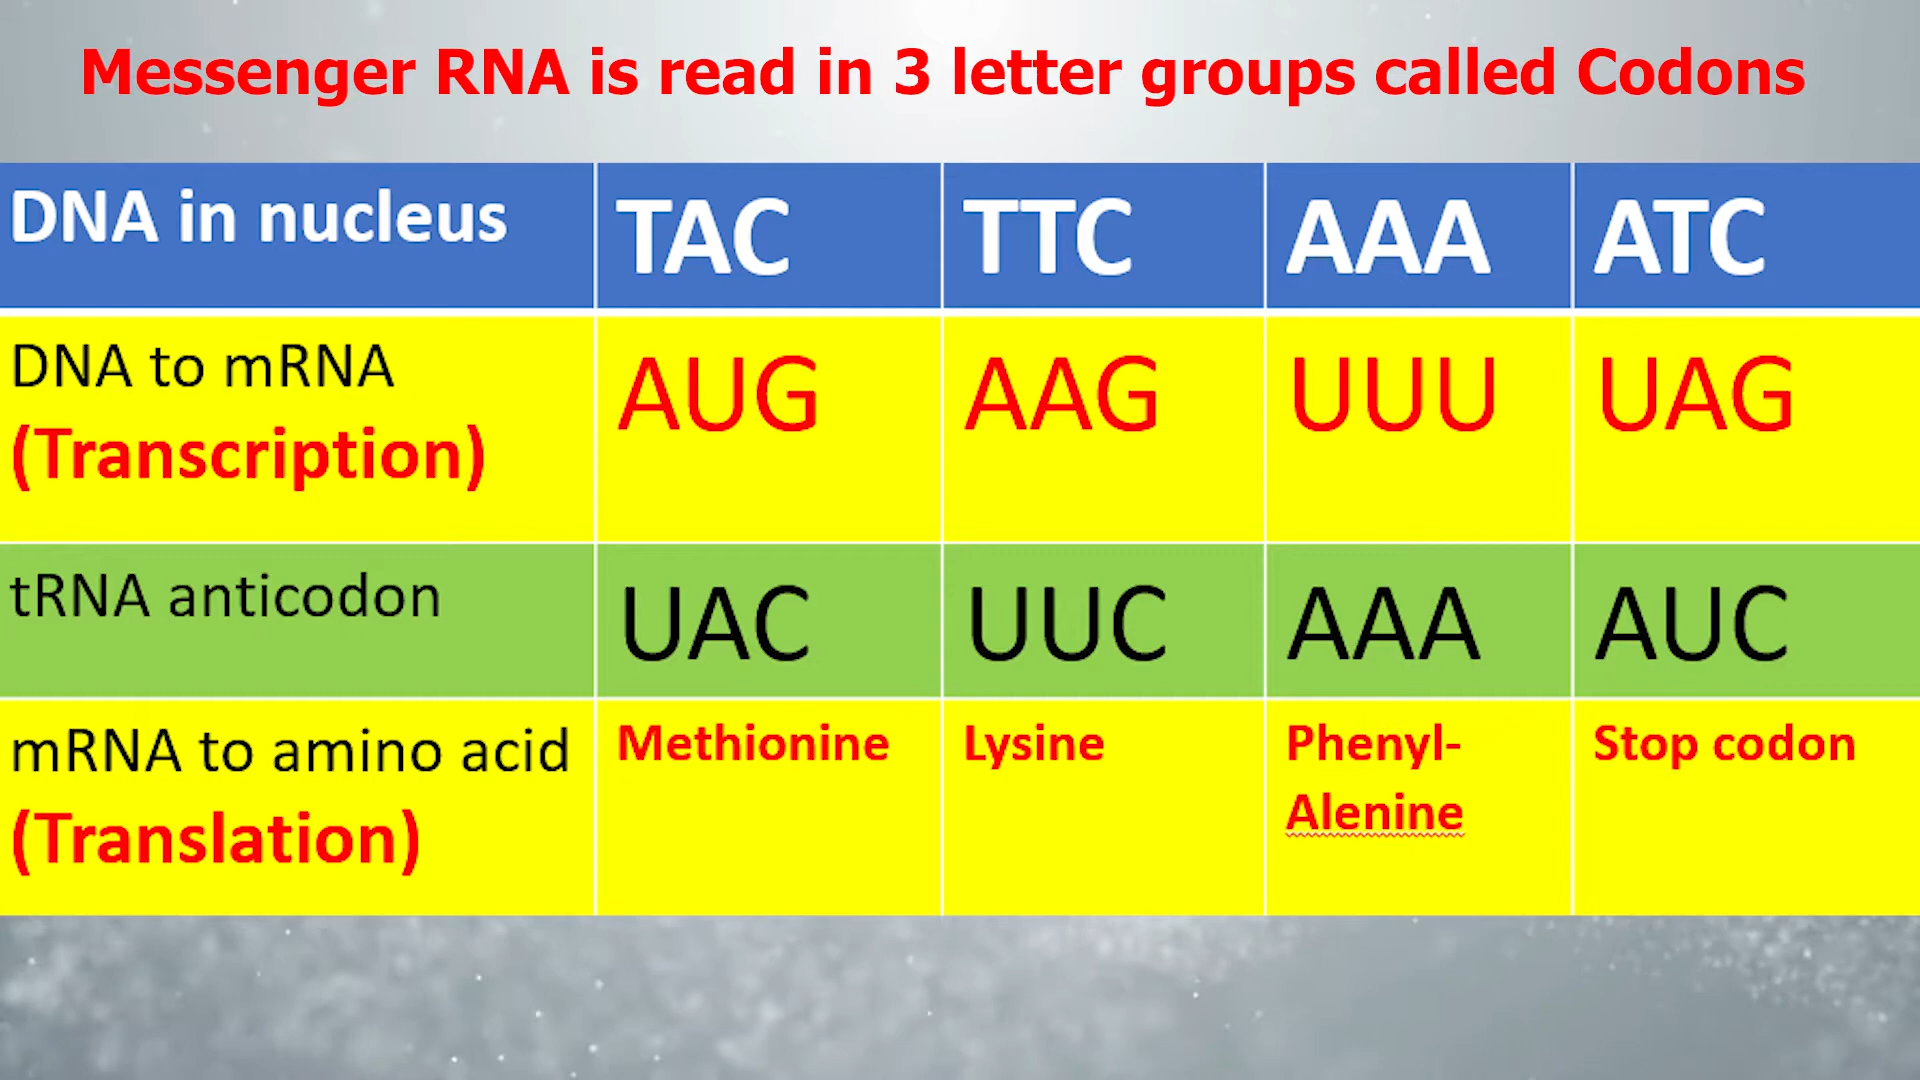 Messenger RNA is read in 3 letter groups called Codons
DNA in nucleus TAC TTC AAA ATC
DNA to mRNA AUG AAG UUU UAG
(Transcription)
tRNA anticodon UAC UUC AAA AUC
mRNA to amino acid Methionine Lysine Phenyl- Stop codon
(Translation) Alenine